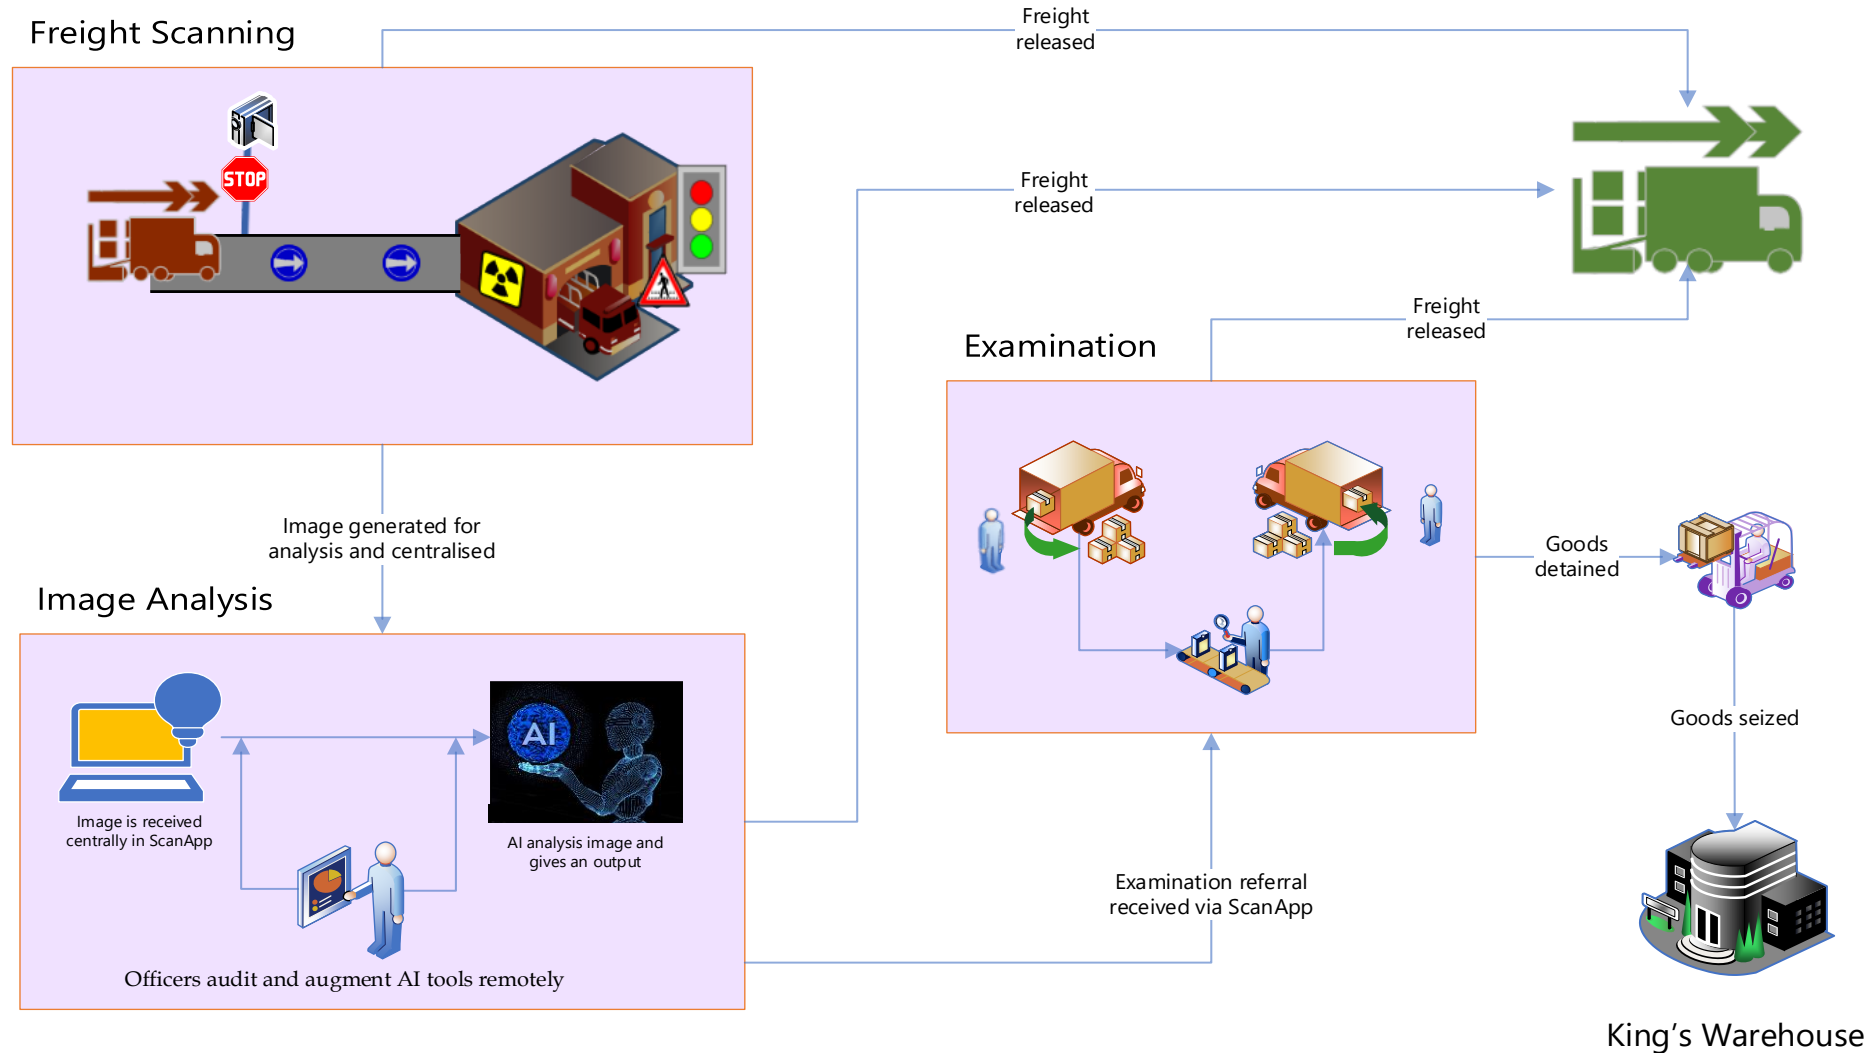 Freight Scanning
Freight
released
STOP
Freight
released
Freight
released
Examination
Image generated for
analysis and centralised
Goods
detained
Image Analysis
Goods seized
AI
Image is received
centrally in ScanApp
AI analysis image and
gives an output
Examination referral
received via ScanApp
Officers audit and augment AI tools remotely
King’s Warehouse